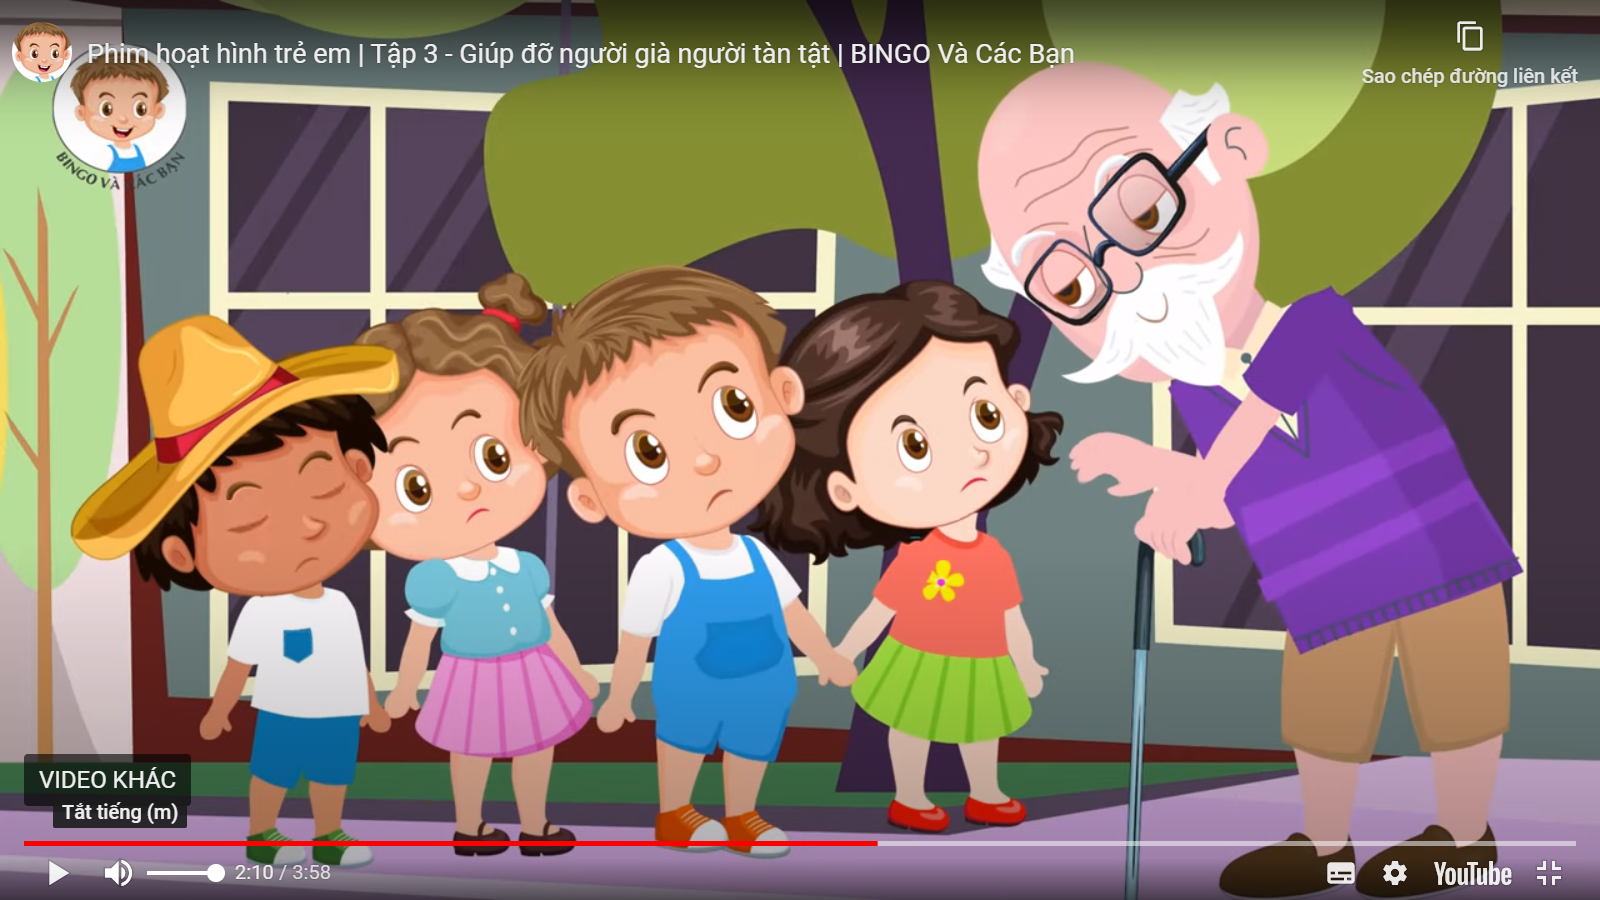 Phim hoạt hình trẻ em | Tập 3 - Giúp đỡ người già người tàn tật | BINGO Và Các Bạn
Sao chép đường liên kết
BINGO VÀ CÁC BẠN
VIDEO KHÁC
Tắt tiếng (m)
2:10 / 3:58
YouTube